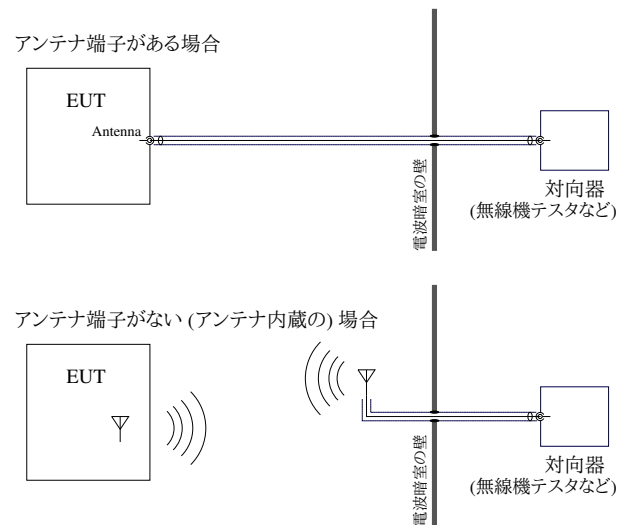 アンテナ端子がある場合
EUT
Antenna
電波暗室の壁
対向器
(無線機テスタなど)
アンテナ端子がない (アンテナ内蔵の) 場合
EUT
電波暗室の壁
対向器
(無線機テスタなど)